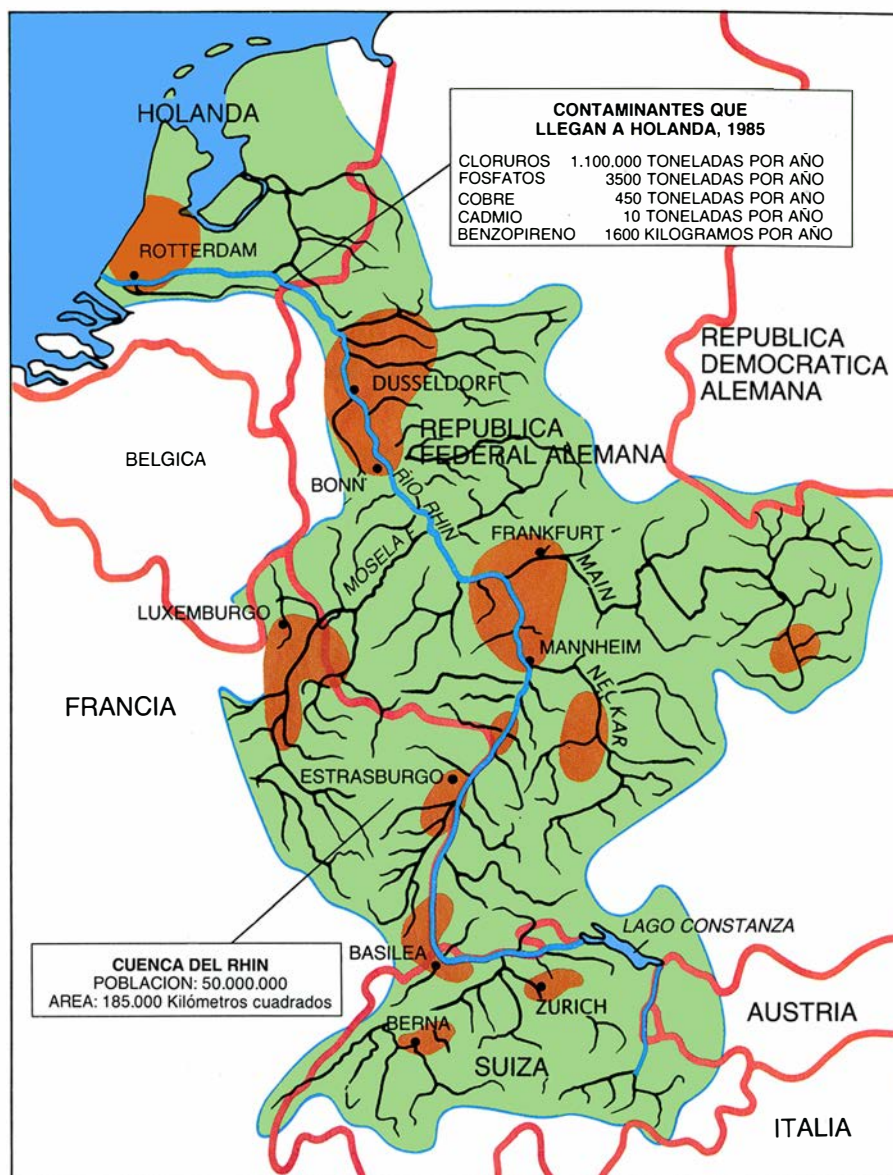 HOLANDA
CONTAMINANTES QUE
LLEGAN A HOLANDA, 1985
CLORUROS 1.100.000 TONELADAS POR AÑO
FOSFATOS 3500 TONELADAS POR AÑO
COBRE 450 TONELADAS POR AÑO
CADMIO 10 TONELADAS POR AÑO
BENZOPIRENO 1600 KILOGRAMOS POR AÑO
ROTTERDAM
REPUBLICA
DEMOCRATICA
ALEMANA
DUSSELDORF
REPUBLICA
FEDERAL ALEMANA
BELGICA
BONN
RIO RHIN
FRANKFURT
MOSELA
MAIN
LUXEMBURGO
MANNHEIM
NECKAR
FRANCIA
ESTRASBURGO
LAGO CONSTANZA
BASILEA
CUENCA DEL RHIN
POBLACION: 50.000.000
AREA: 185.000 Kilómetros cuadrados
ZURICH
AUSTRIA
BERNA
SUIZA
ITALIA